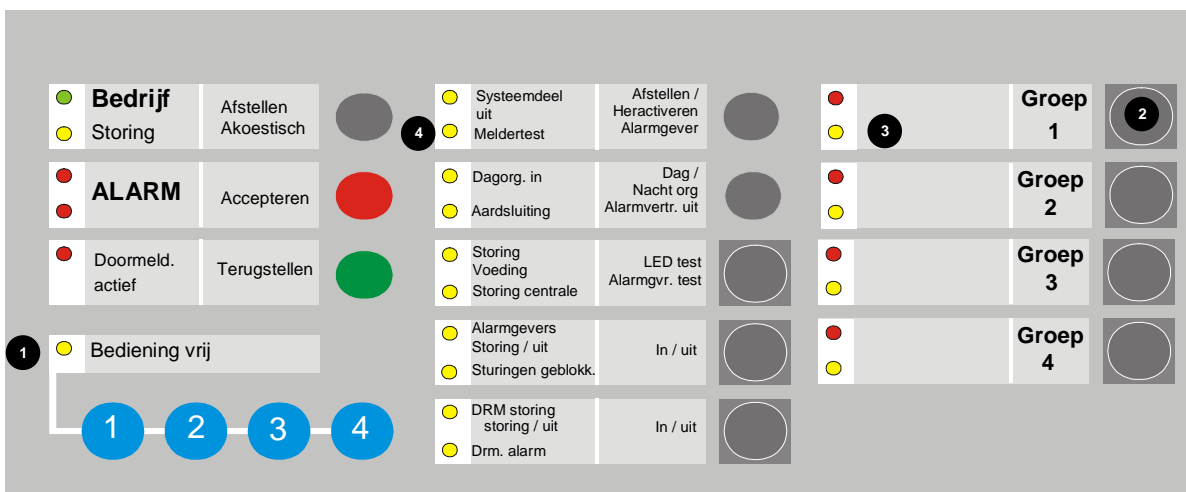 Bedrijf
Storing
Afstellen
Akoestisch
ALARM
Accepteren
Doormeld.
actief
Terugstellen
1
Bediening vrij
1
2
3
4
4
Systeemdeel
uit
Meldertest
Afstellen /
Heractiveren
Alarmgever
Dagorg. in
Aardsluiting
Dag /
Nacht org
Alarmvertr. uit
Storing
Voeding
Storing centrale
LED test
Alarmgvr. test
Alarmgevers
Storing / uit
Sturingen geblokk.
In / uit
DRM storing
storing / uit
Drm. alarm
In / uit
3
Groep
1
2
Groep
2
Groep
3
Groep
4